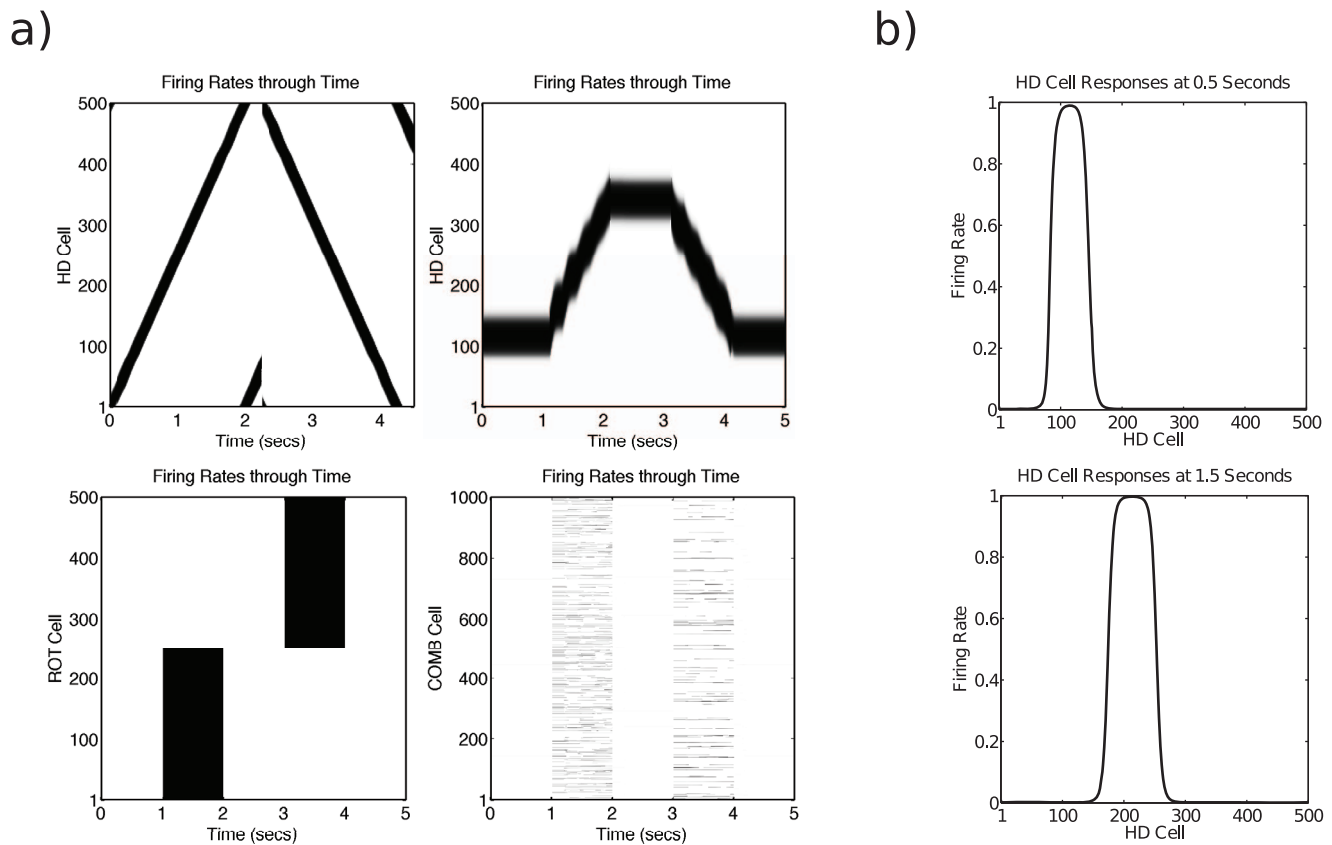 a)
b)
Firing Rates through Time
500
400
300
200
100
1
HD Cell
0 1 2 3 4
Time (secs)
Firing Rates through Time
500
400
300
200
100
1
HD Cell
0 1 2 3 4 5
Time (secs)
HD Cell Responses at 0.5 Seconds
1
0.8
0.6
0.4
0.2
0
Firing Rate
1 100 200 300 400 500
HD Cell
Firing Rates through Time
500
400
300
200
100
1
ROT Cell
0 1 2 3 4 5
Time (secs)
Firing Rates through Time
1000
800
600
400
200
1
COMB Cell
0 1 2 3 4 5
Time (secs)
HD Cell Responses at 1.5 Seconds
1
0.8
0.6
0.4
0.2
0
Firing Rate
1 100 200 300 400 500
HD Cell